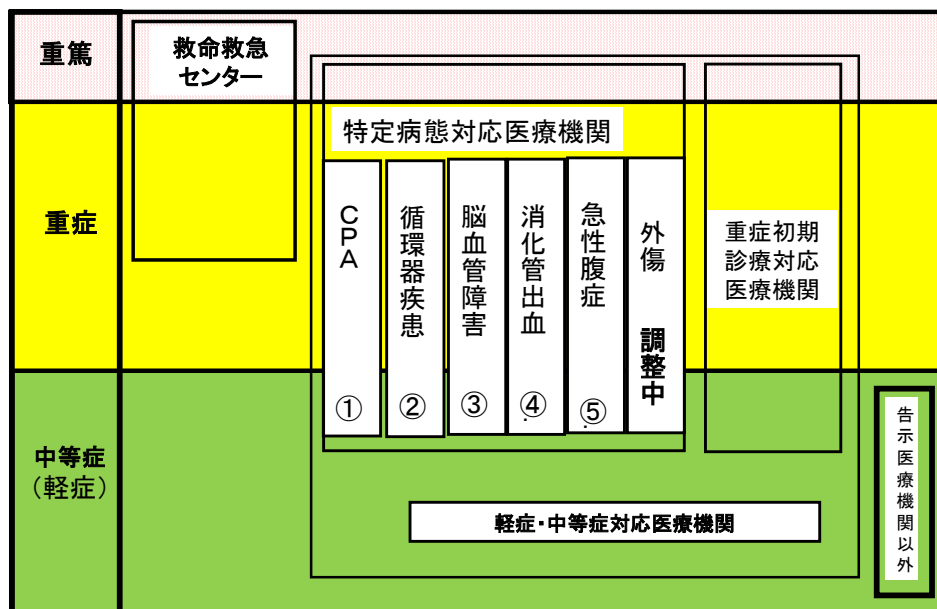 重篤
救命救急
センター
特定病態対応医療機関
重症
CPA
①
循環器疾患
②
脳血管障害
③
消化管出血
④
急性腹症
⑤
外傷 調整中
重症初期
診療対応
医療機関
中等症
（軽症）
軽症・中等症対応医療機関
告示医療機関以外